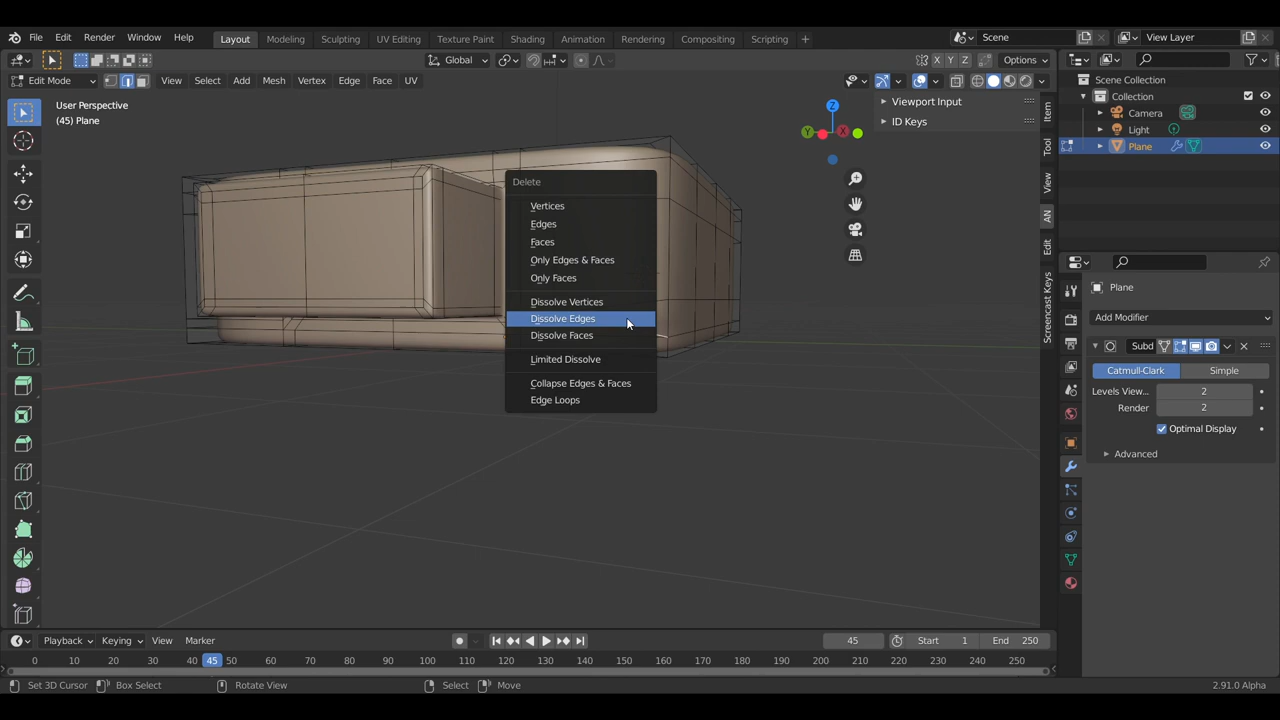 File Edit Render Window Help Layout Modeling Sculpting UV Editing Texture Paint Shading Animation Rendering Compositing Scripting + Scene View Layer
Global X Y Z Options
Edit Mode View Select Add Mesh Vertex Edge Face UV
User Perspective
(45) Plane
Viewport Input
ID Keys
Z
Y X
Item
Tool
View
AN
Edit
Screencast Keys
Delete
Vertices
Edges
Faces
Only Edges & Faces
Only Faces
Dissolve Vertices
Dissolve Edges
Dissolve Faces
Limited Dissolve
Collapse Edges & Faces
Edge Loops
Scene Collection
Collection
Camera
Light
Plane
Plane
Add Modifier
Subd
Catmull-Clark Simple
Levels View... 2
Render 2
Optimal Display
Advanced
Playback Keying View Marker 45 Start 1 End 250
0 10 20 30 40 45 50 60 70 80 90 100 110 120 130 140 150 160 170 180 190 200 210 220 230 240 250
Set 3D Cursor Box Select Rotate View Select Move 2.91.0 Alpha